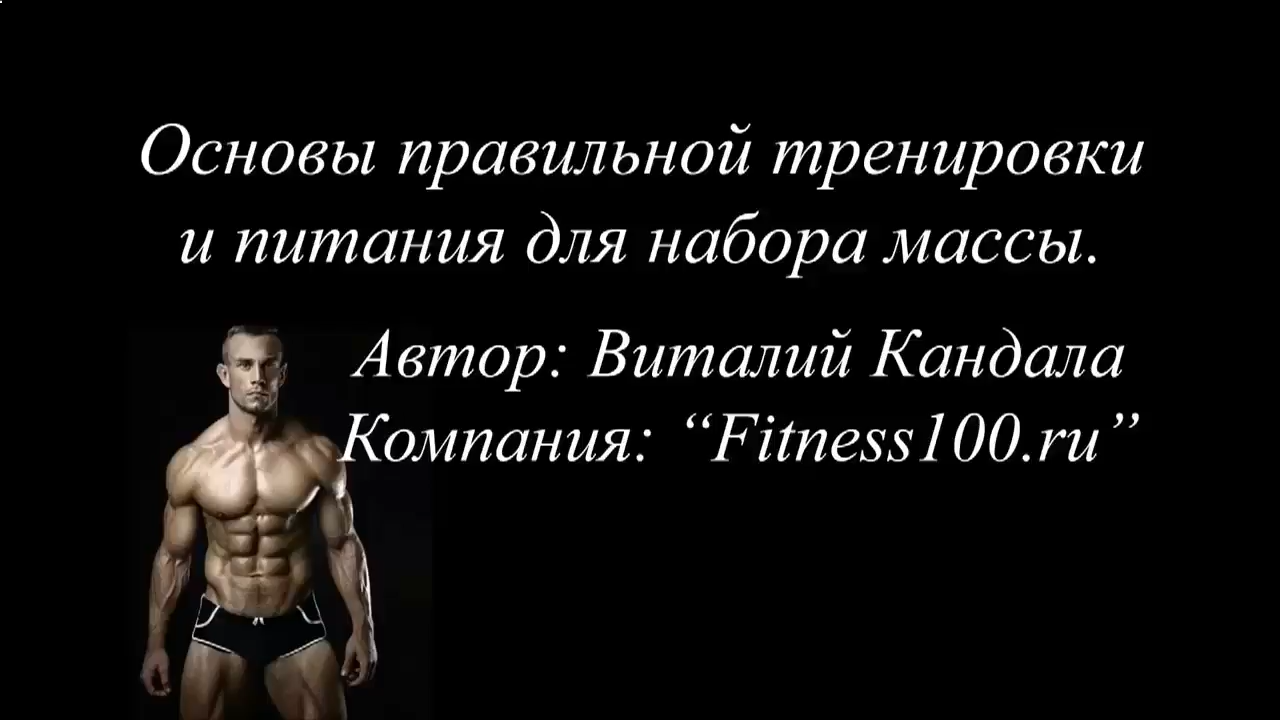 Основы правильной тренировки
и питания для набора массы.
Автор: Виталий Кандала
Компания: “Fitness100.ru”